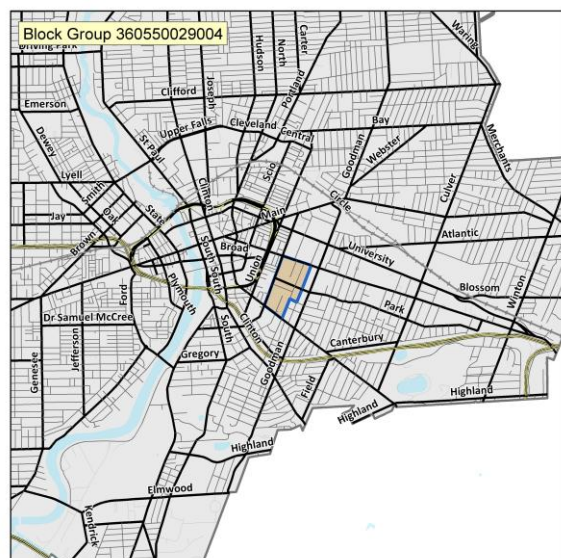 Block Group 360550029004
Driving Park
Hudson
North
Carter
Portland
Waring
Emerson
Clifford
Joseph
Dewey
Upper Falls
Cleveland
Central
Bay
St Paul
Goodman
Webster
Merchants
Lyell
Smith
Scio
Culver
Jay
Oak
State
Clinton
Main
Circle
Brown
South
Broad
Union
University
Atlantic
Ford
Plymouth
South
Park
Blossom
Winton
Dr Samuel McCree
Clinton
Canterbury
Genesee
Jefferson
South
Gregory
Goodman
Field
Highland
Highland
Highland
Elmwood
Kendrick